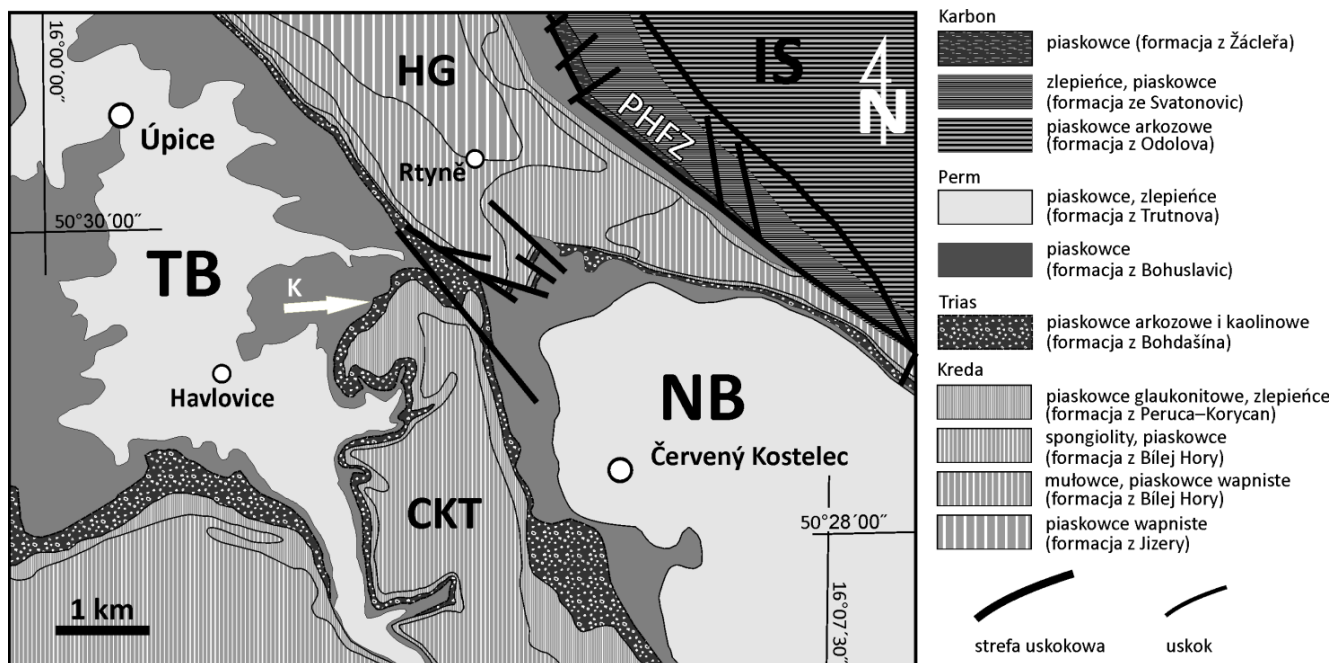 16°00´00˝
HG
IS
N
PHFZ
Úpice
Rtyně
50°30´00˝
TB
K
Havlovice
NB
Červený Kostelec
CKT
50°28´00˝
16°07´30˝
1 km
Karbon
piaskowce (formacja z Žácleřa)
zlepieńce, piaskowce
(formacja ze Svatonovic)
piaskowce arkozowe
(formacja z Odolova)
Perm
piaskowce, zlepieńce
(formacja z Trutnova)
piaskowce
(formacja z Bohuslavic)
Trias
piaskowce arkozowe i kaolinowe
(formacja z Bohdašína)
Kreda
piaskowce glaukonitowe, zlepieńce
(formacja z Peruca–Korycan)
spongiolity, piaskowce
(formacja z Bílej Hory)
mułowce, piaskowce wapniste
(formacja z Bílej Hory)
piaskowce wapniste
(formacja z Jizery)
strefa uskokowa
uskok